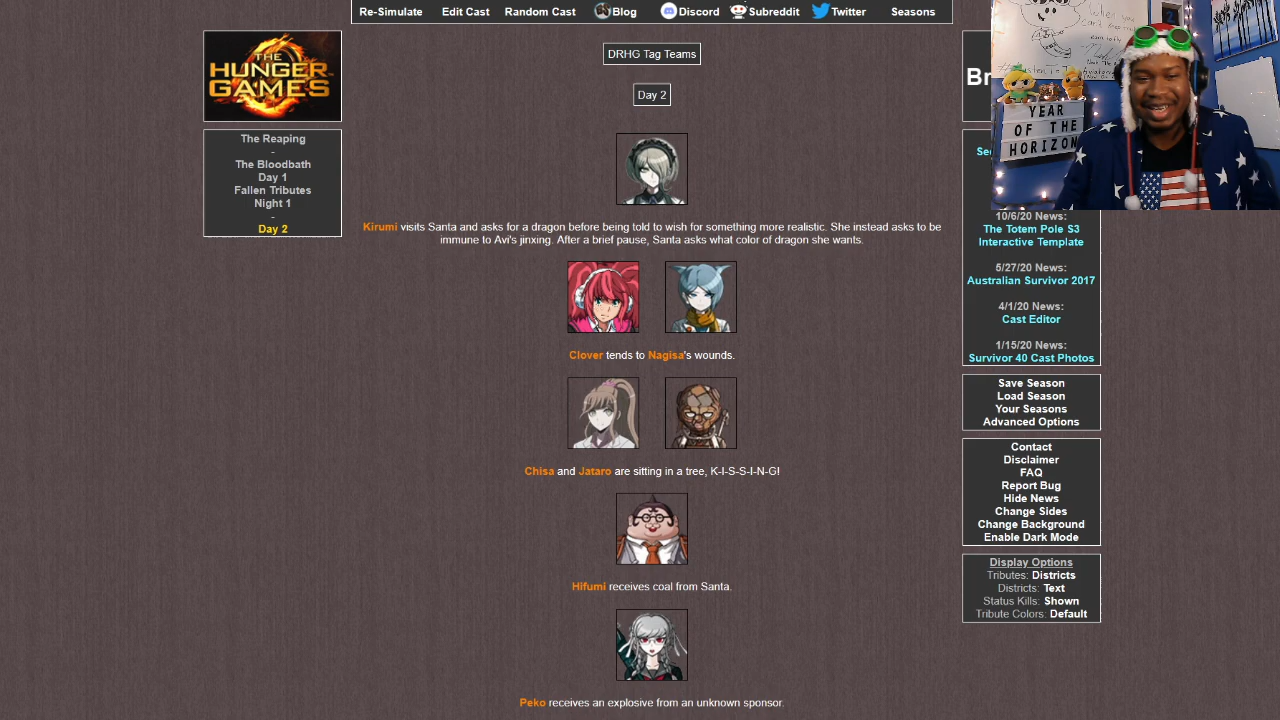 Re-Simulate Edit Cast Random Cast Blog Discord Subreddit Twitter Seasons
THE
HUNGER
GAMES
The Reaping
-
The Bloodbath
Day 1
Fallen Tributes
Night 1
-
Day 2
DRHG Tag Teams
Day 2
Kirumi visits Santa and asks for a dragon before being told to wish for something more realistic. She instead asks to be
immune to Avi's jinxing. After a brief pause, Santa asks what color of dragon she wants.
Clover tends to Nagisa's wounds.
Chisa and Jataro are sitting in a tree, K-I-S-S-I-N-G!
Hifumi receives coal from Santa.
Peko receives an explosive from an unknown sponsor.
YEAR
OF THE
HORIZON
10/6/20 News:
The Totem Pole S3
Interactive Template
5/27/20 News:
Australian Survivor 2017
4/1/20 News:
Cast Editor
1/15/20 News:
Survivor 40 Cast Photos
Save Season
Load Season
Your Seasons
Advanced Options
Contact
Disclaimer
FAQ
Report Bug
Hide News
Change Sides
Change Background
Enable Dark Mode
Display Options
Tributes: Districts
Districts: Text
Status Kills: Shown
Tribute Colors: Default